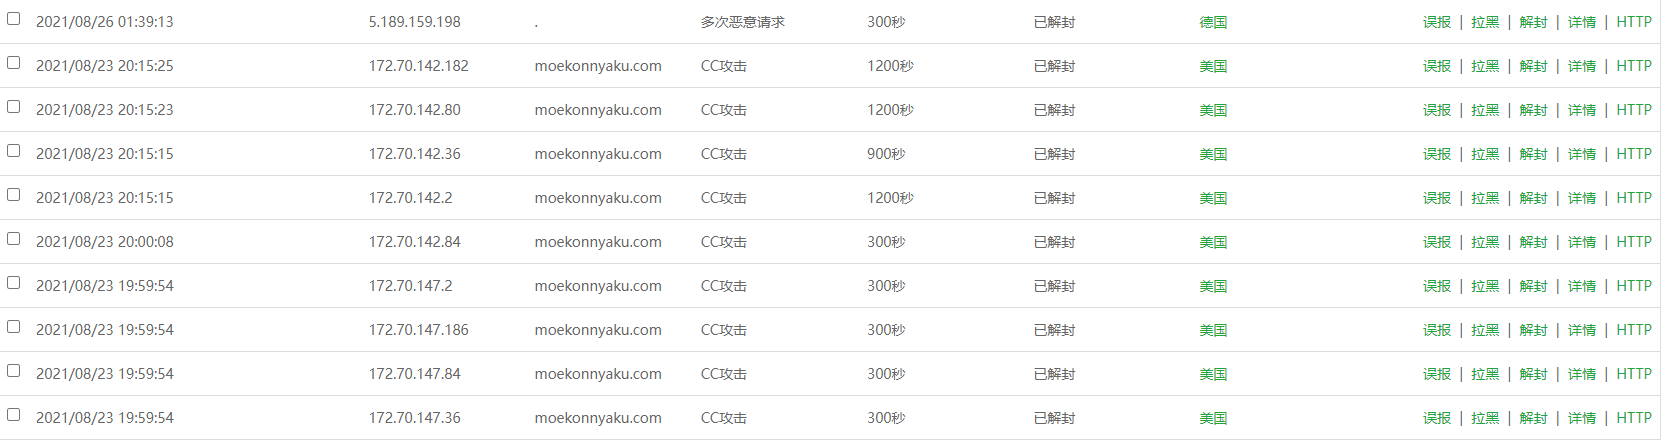 2021/08/26 01:39:13 5.189.159.198 . 多次恶意请求 300秒 已解封 德国 误报 | 拉黑 | 解封 | 详情 | HTTP
2021/08/23 20:15:25 172.70.142.182 moekonnyaku.com CC攻击 1200秒 已解封 美国 误报 | 拉黑 | 解封 | 详情 | HTTP
2021/08/23 20:15:23 172.70.142.80 moekonnyaku.com CC攻击 1200秒 已解封 美国 误报 | 拉黑 | 解封 | 详情 | HTTP
2021/08/23 20:15:15 172.70.142.36 moekonnyaku.com CC攻击 900秒 已解封 美国 误报 | 拉黑 | 解封 | 详情 | HTTP
2021/08/23 20:15:15 172.70.142.2 moekonnyaku.com CC攻击 1200秒 已解封 美国 误报 | 拉黑 | 解封 | 详情 | HTTP
2021/08/23 20:00:08 172.70.142.84 moekonnyaku.com CC攻击 300秒 已解封 美国 误报 | 拉黑 | 解封 | 详情 | HTTP
2021/08/23 19:59:54 172.70.147.2 moekonnyaku.com CC攻击 300秒 已解封 美国 误报 | 拉黑 | 解封 | 详情 | HTTP
2021/08/23 19:59:54 172.70.147.186 moekonnyaku.com CC攻击 300秒 已解封 美国 误报 | 拉黑 | 解封 | 详情 | HTTP
2021/08/23 19:59:54 172.70.147.84 moekonnyaku.com CC攻击 300秒 已解封 美国 误报 | 拉黑 | 解封 | 详情 | HTTP
2021/08/23 19:59:54 172.70.147.36 moekonnyaku.com CC攻击 300秒 已解封 美国 误报 | 拉黑 | 解封 | 详情 | HTTP